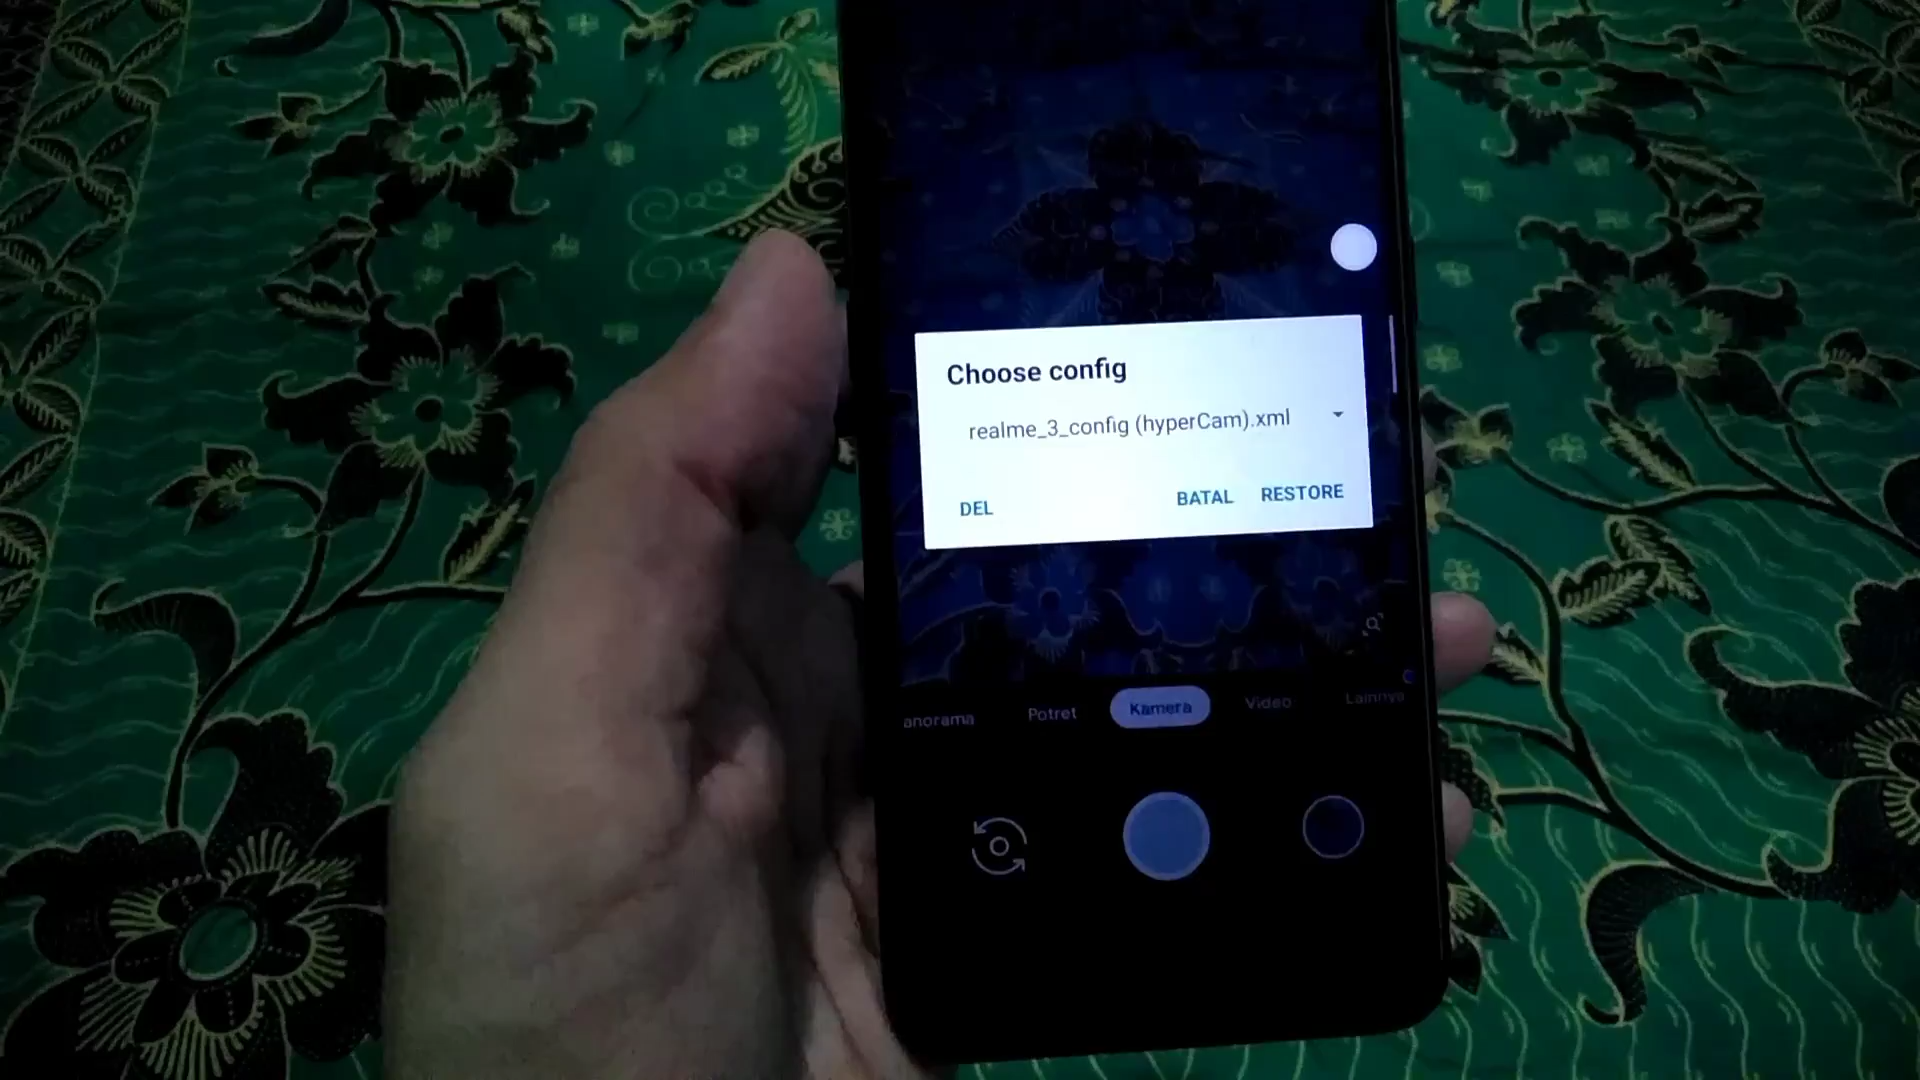 Choose config
realme_3_config (hyperCam).xml
DEL BATAL RESTORE
anorama Potret Kamera Video Lainnya